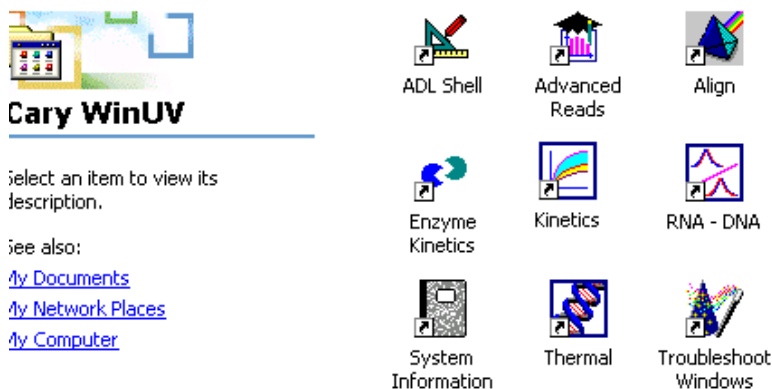 Cary WinUV
Select an item to view its
description.
See also:
My Documents
My Network Places
My Computer
ADL Shell
Advanced
Reads
Align
Enzyme
Kinetics
Kinetics
RNA - DNA
System
Information
Thermal
Troubleshoot
Windows